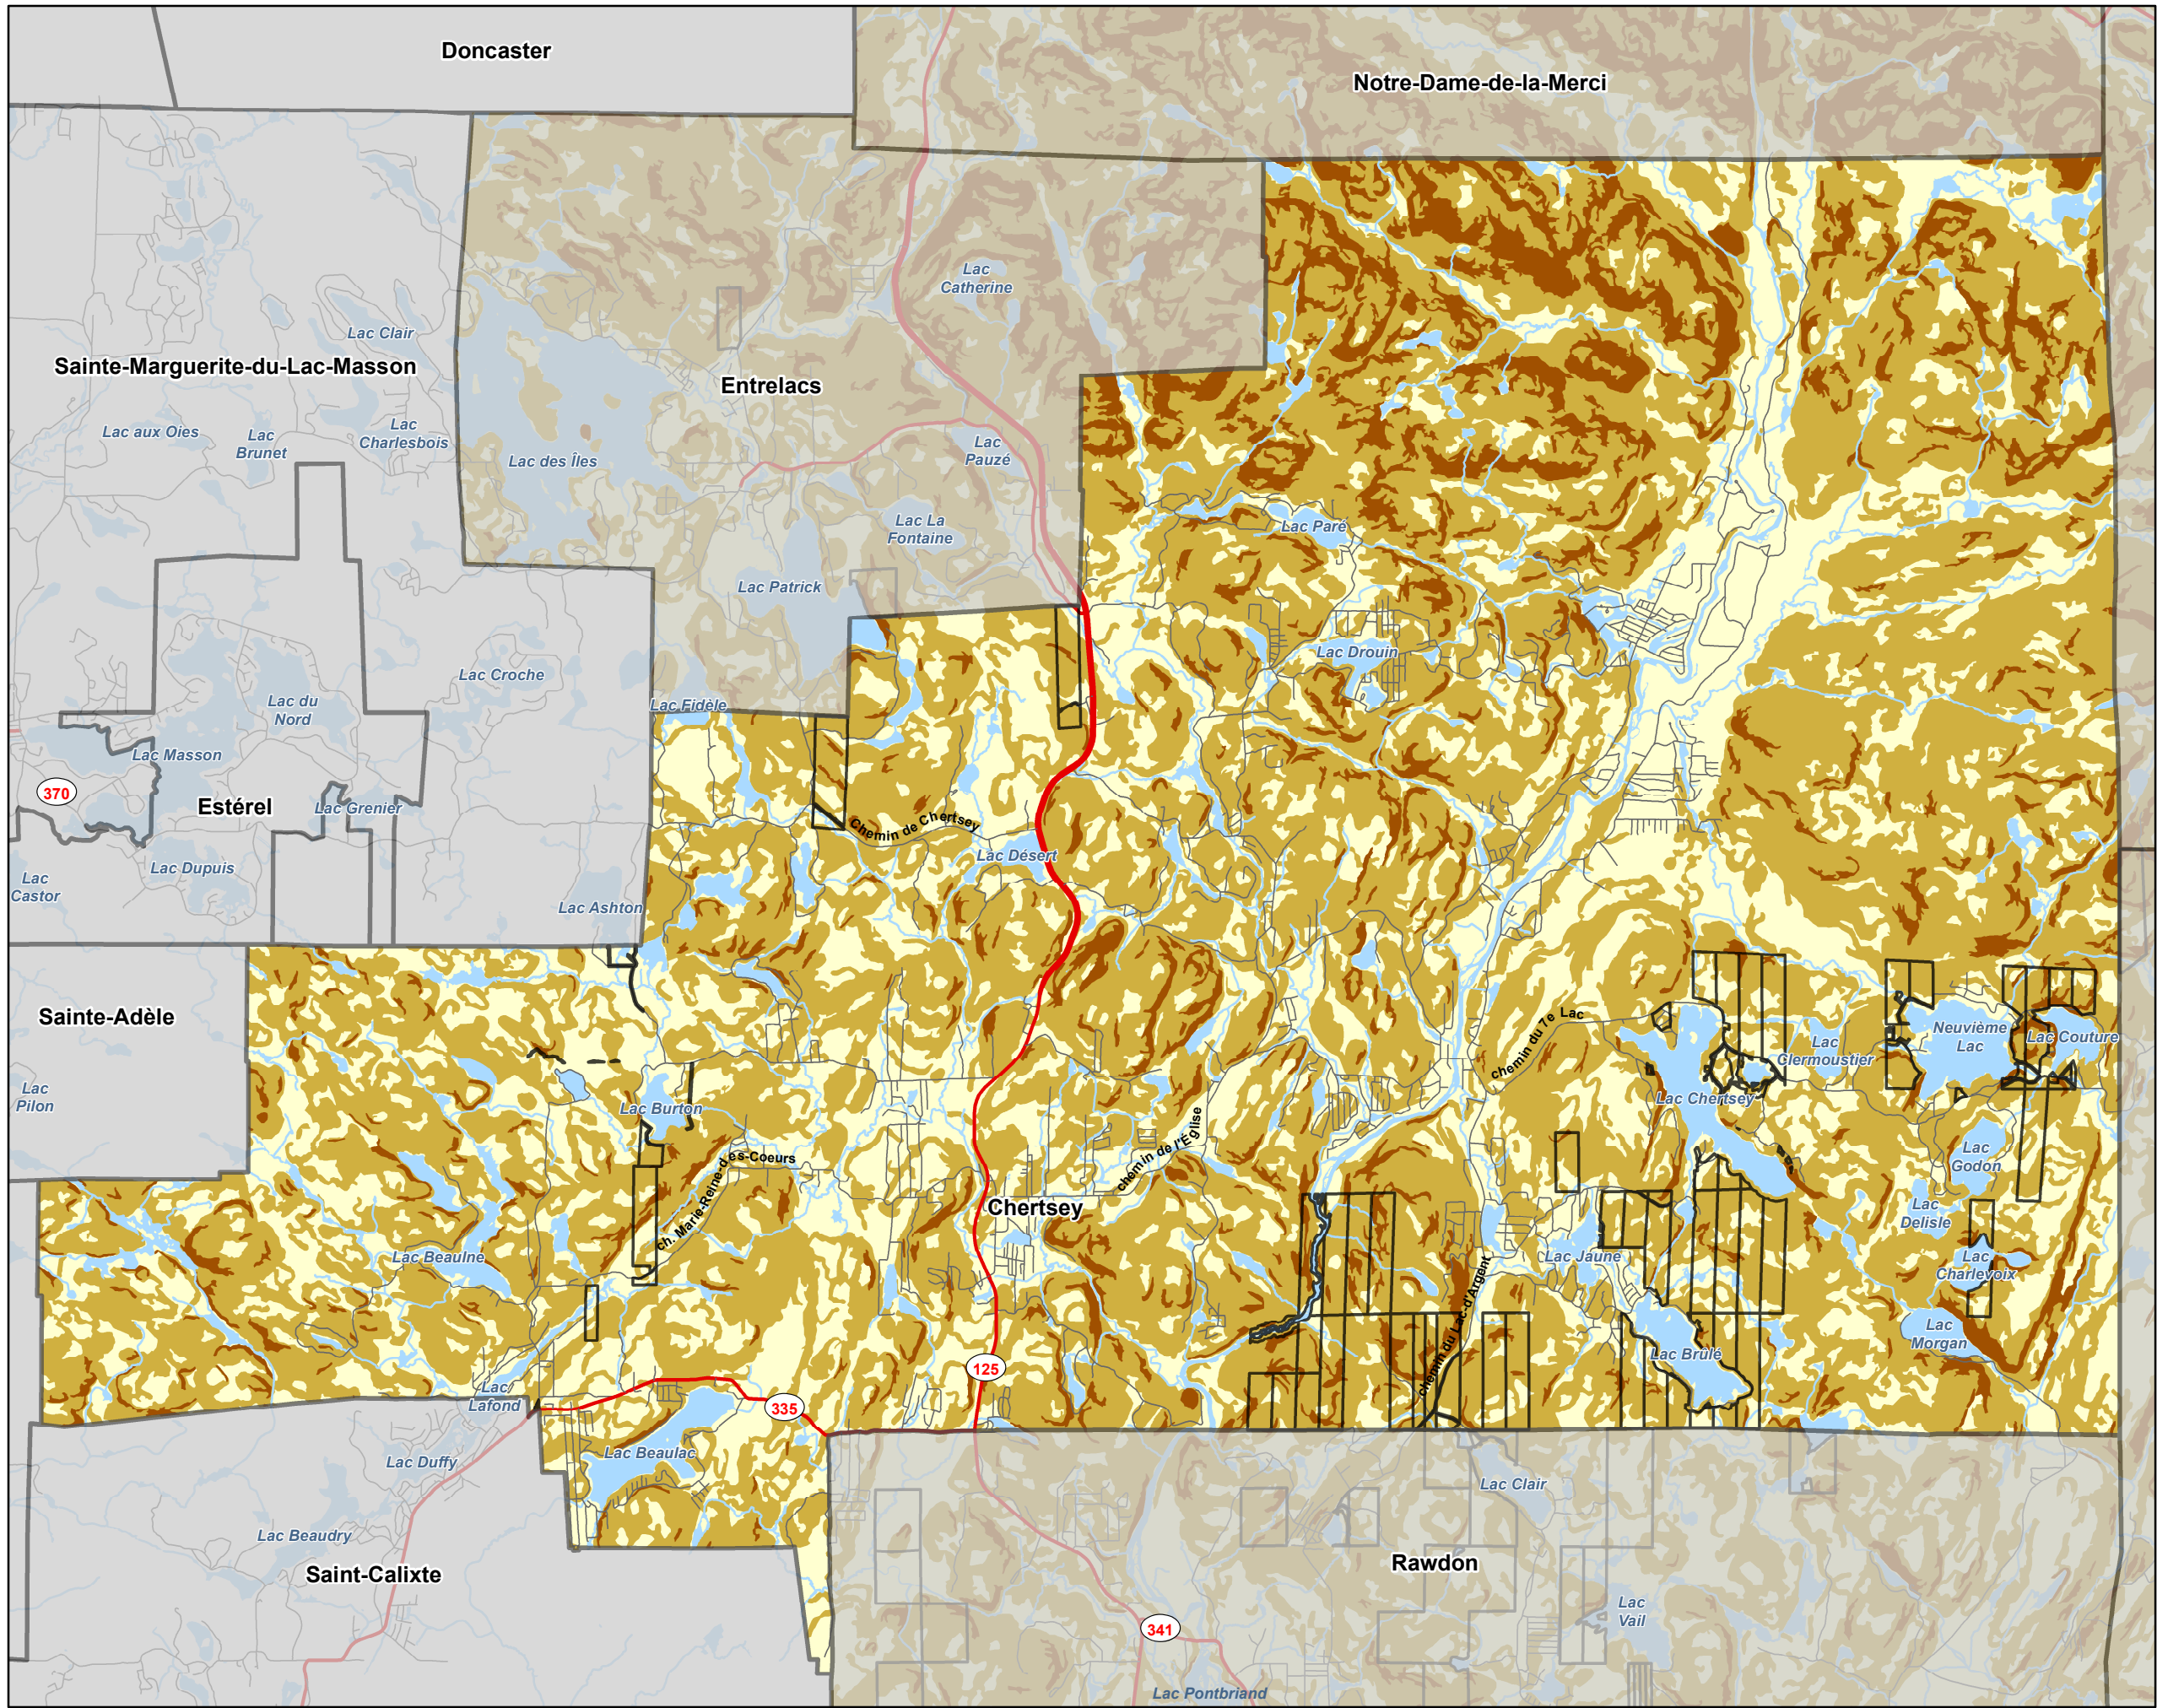 Doncaster
Notre-Dame-de-la-Merci
Lac
Catherine
Lac Clair
Sainte-Marguerite-du-Lac-Masson
Entrelacs
Lac aux Oies
Lac
Brunet
Lac
Charlesbois
Lac des Îles
Lac
Pauzé
Lac La
Fontaine
Lac Paré
Lac Patrick
Lac Drouin
Lac Croche
Lac du
Nord
Lac Fidèle
Lac Masson
370
Estérel
Lac Grenier
Chemin de Chertsey
Lac Désert
Lac Dupuis
Lac
Castor
Lac Ashton
Sainte-Adèle
chemin du 7e Lac
Neuvième
Lac
Lac Couture
Lac
Clermoustier
Lac
Pilon
Lac Burton
Lac Chertsey
chemin de l'Église
ch. Marie-Reine-des-Coeurs
Lac
Godon
Chertsey
Lac
Delisle
Lac Beaulne
Lac Jaune
Lac
Charlevoix
chemin du Lac-d'Argent
Lac
Morgan
Lac Brûlé
125
Lac
Lafond
335
Lac Beaulac
Lac Duffy
Lac Clair
Lac Beaudry
Saint-Calixte
Rawdon
Lac
Vail
341
Lac Pontbriand